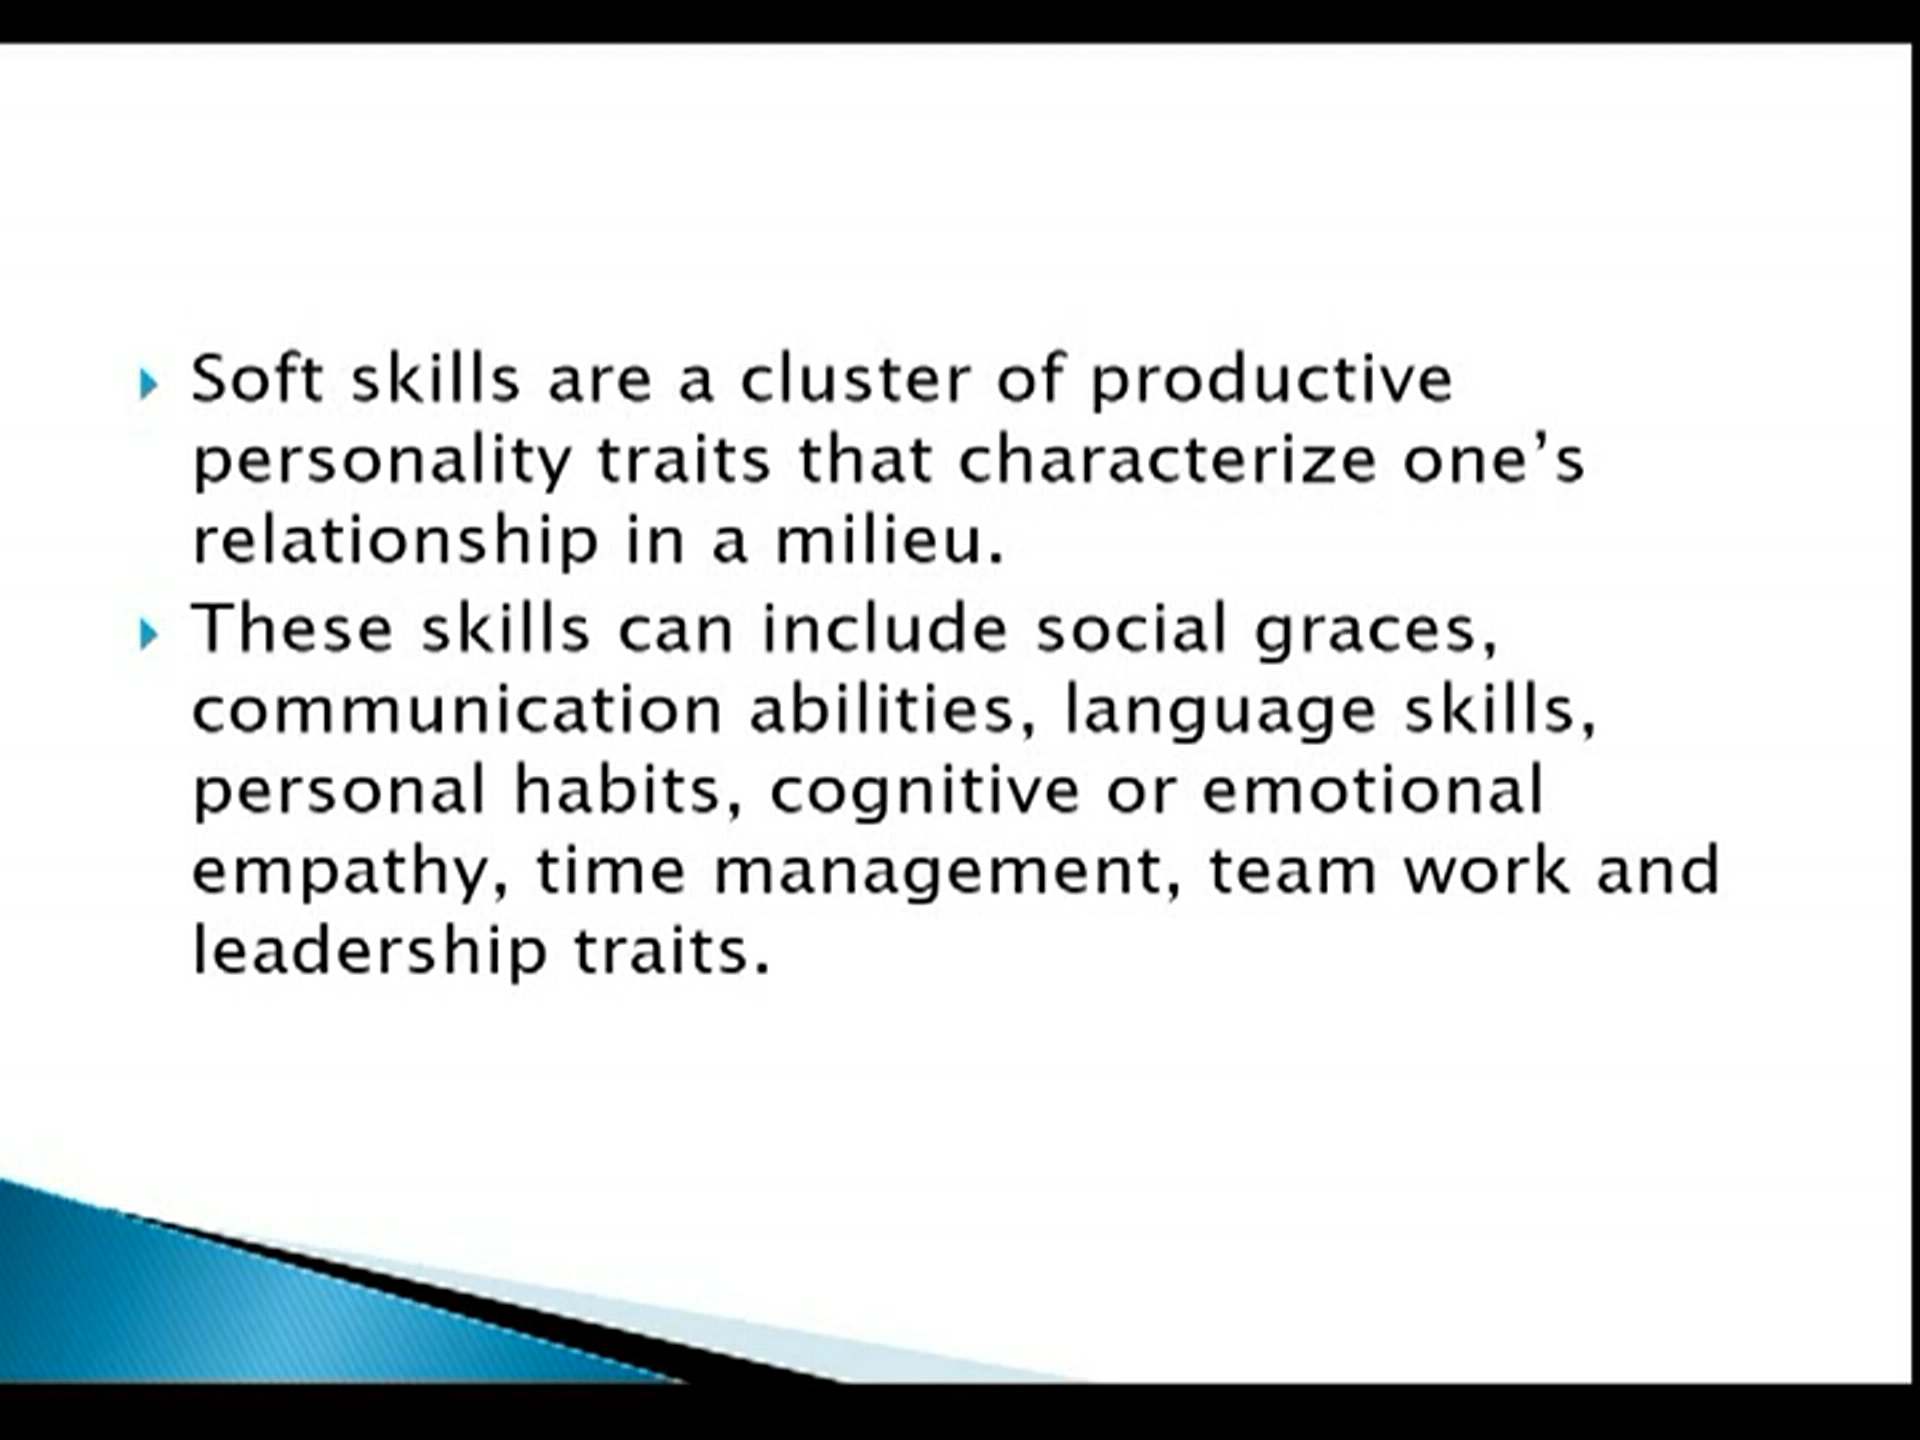 Soft skills are a cluster of productive
personality traits that characterize one’s
relationship in a milieu.
These skills can include social graces,
communication abilities, language skills,
personal habits, cognitive or emotional
empathy, time management, team work and
leadership traits.